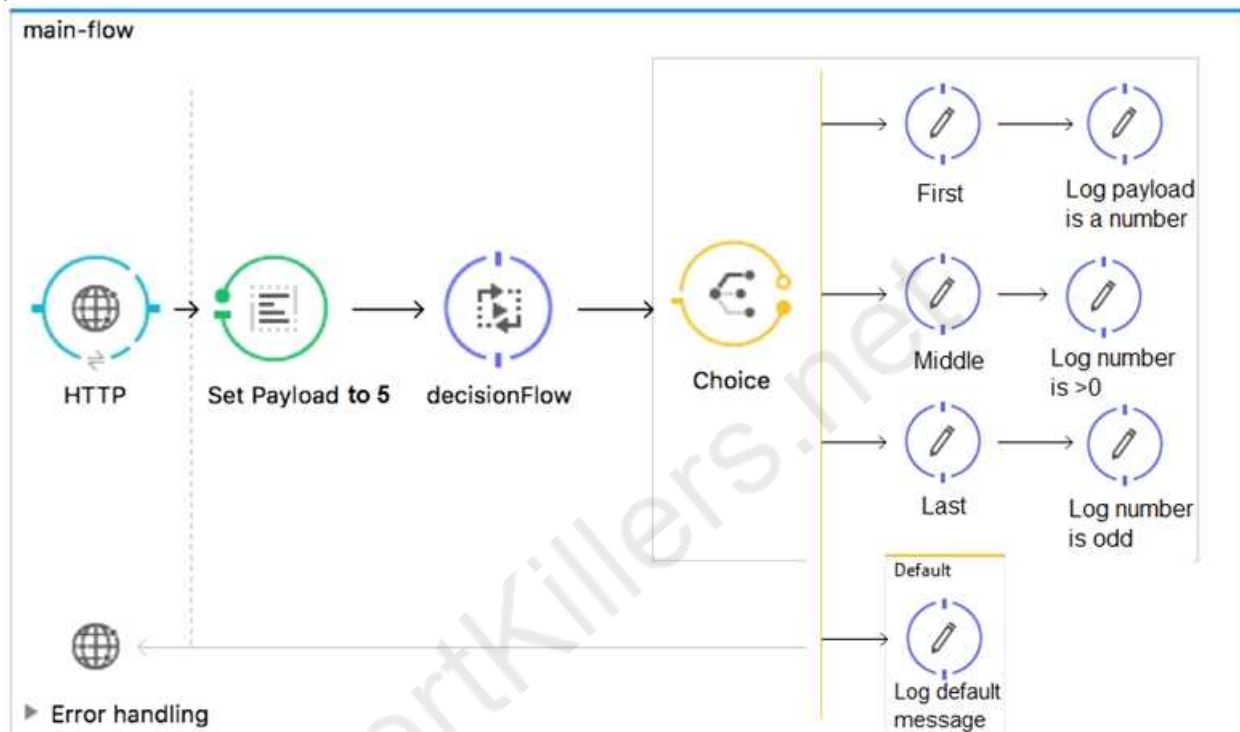 main-flow
First
Log payload
is a number
HTTP
Set Payload to 5
decisionFlow
Choice
Middle
Log number
is >0
Last
Log number
is odd
Default
Log default
message
Error handling